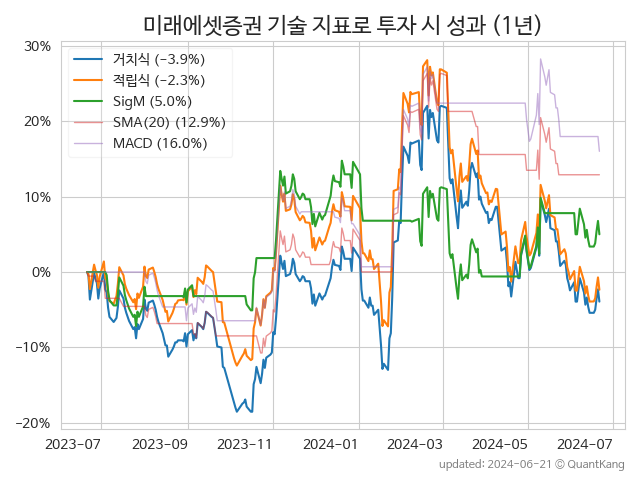 미래에셋증권 기술 지표로 투자 시 성과 (1년)
30%
20%
10%
0%
−10%
−20%
거치식 (−3.9%)
적립식 (−2.3%)
SigM (5.0%)
SMA(20) (12.9%)
MACD (16.0%)
2023-07
2023-09
2023-11
2024-01
2024-03
2024-05
2024-07
updated: 2024-06-21 © QuantKang